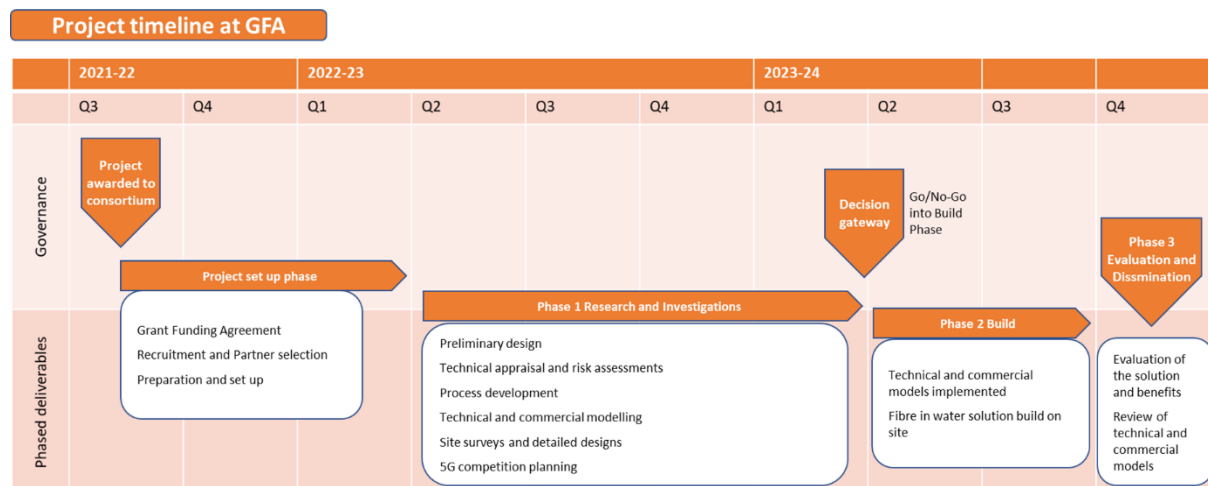 Project timeline at GFA
2021-22
2022-23
2023-24
Q3
Q4
Q1
Q2
Q3
Q4
Q1
Q2
Q3
Q4
Governance
Project
awarded to
consortium
Decision
gateway
Go/No-Go
into Build
Phase
Phase 3
Evaluation and
Dissmination
Project set up phase
Phase 1 Research and Investigations
Phase 2 Build
Phased deliverables
Grant Funding Agreement
Recruitment and Partner selection
Preparation and set up
Preliminary design
Technical appraisal and risk assessments
Process development
Technical and commercial modelling
Site surveys and detailed designs
5G competition planning
Technical and commercial
models implemented
Fibre in water solution build on
site
Evaluation of
the solution
and benefits
Review of
technical and
commercial
models